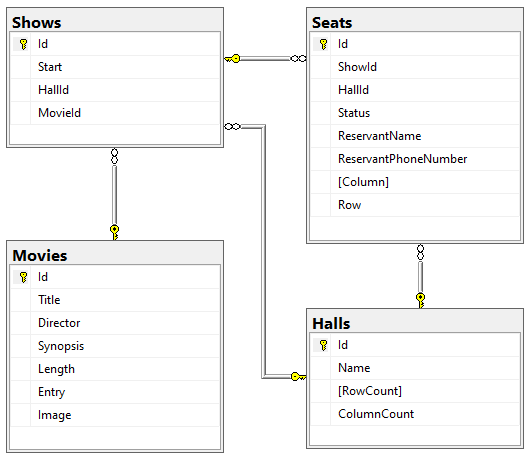 Shows
Id
Start
HallId
MovieId
Seats
Id
ShowId
HallId
Status
ReservantName
ReservantPhoneNumber
[Column]
Row
Movies
Id
Title
Director
Synopsis
Length
Entry
Image
Halls
Id
Name
[RowCount]
ColumnCount